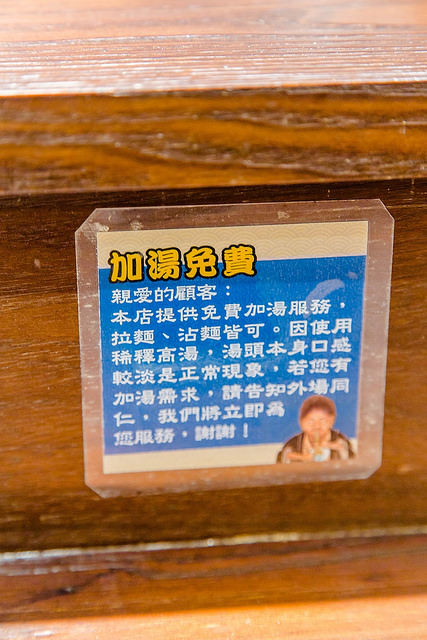 加湯免費
親愛的顧客：
本店提供免費加湯服務，
拉麵、沾麵皆可。因使用
稀釋高湯，湯頭本身口感
較淡是正常現象，若您有
加湯需求，請告知外場同
仁，我們將立即為
您服務，謝謝！